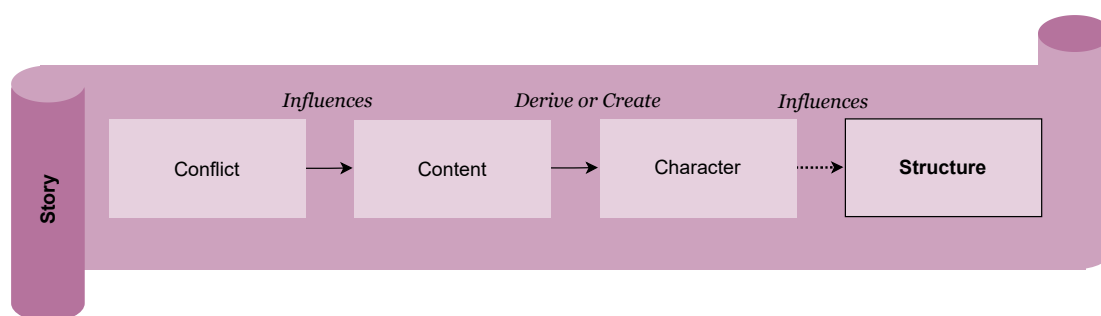 Influences
Derive or Create
Influences
Story
Conflict
Content
Character
Structure